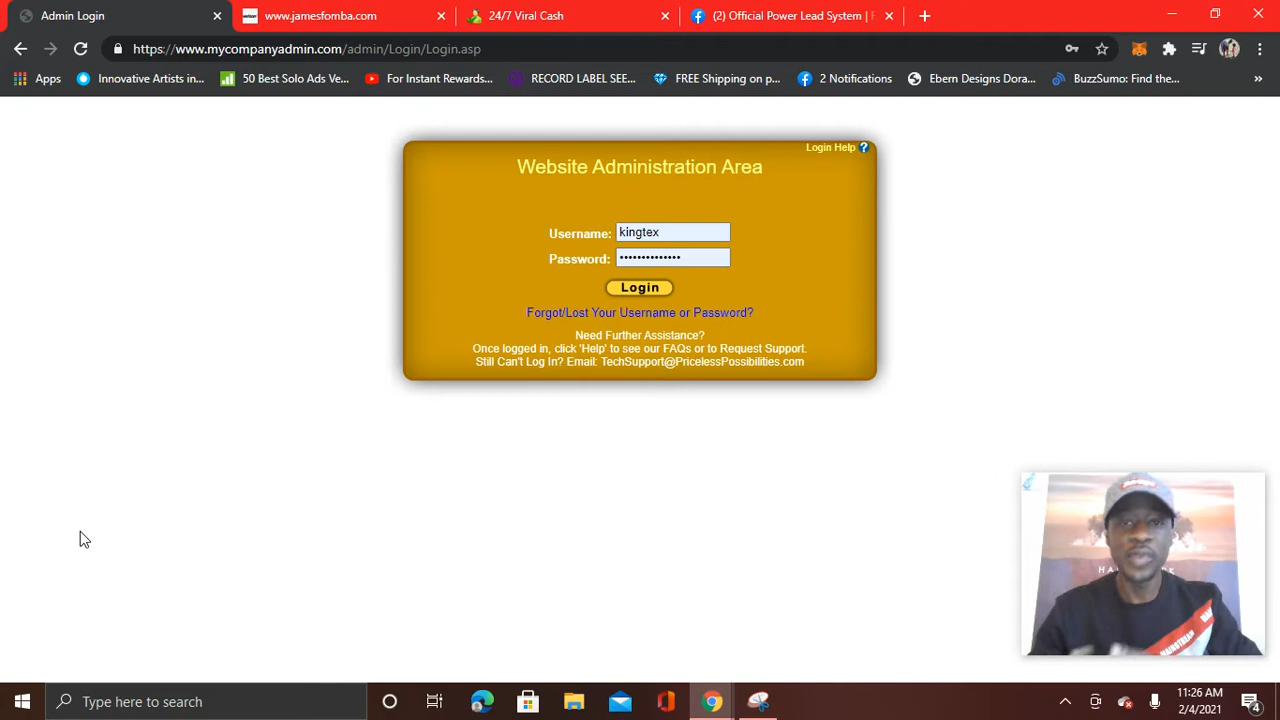 Admin Login
www.jamesfomba.com
24/7 Viral Cash
(2) Official Power Lead System | F
https://www.mycompanyadmin.com/admin/Login/Login.asp
Apps
Innovative Artists in...
50 Best Solo Ads Ve...
For Instant Rewards...
RECORD LABEL SEE...
FREE Shipping on p...
2 Notifications
Ebern Designs Dora...
BuzzSumo: Find the...
»
Login Help ?
Website Administration Area
Username: kingtex
Password: ••••••••••••••
Login
Forgot/Lost Your Username or Password?
Need Further Assistance?
Once logged in, click 'Help' to see our FAQs or to Request Support.
Still Can't Log In? Email: TechSupport@PricelessPossibilities.com
MAINSTREAM
Type here to search
11:26 AM
2/4/2021
4